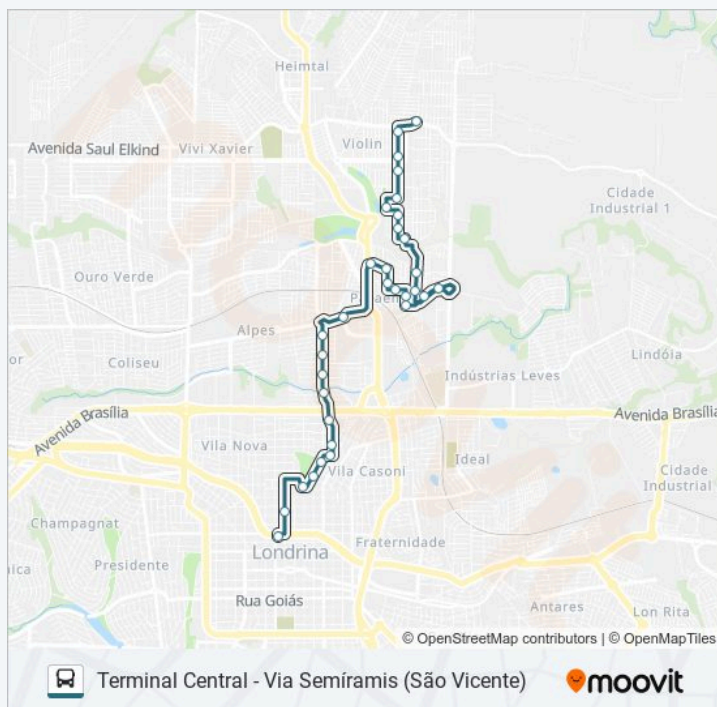 Heimtal
Avenida Saul Elkind
Vivi Xavier
Violin
Cidade
Industrial 1
Ouro Verde
Alpes
Coliseu
Lindóia
Indústrias Leves
Avenida Brasília
Avenida Brasília
Vila Nova
Vila Casoni
Ideal
Cidade
Industrial
Champagnat
Londrina
Fraternidade
Presidente
Rua Goiás
Antares
Lon Rita
© OpenStreetMap contributors | © OpenMapTiles
Terminal Central - Via Semíramis (São Vicente)
moovit